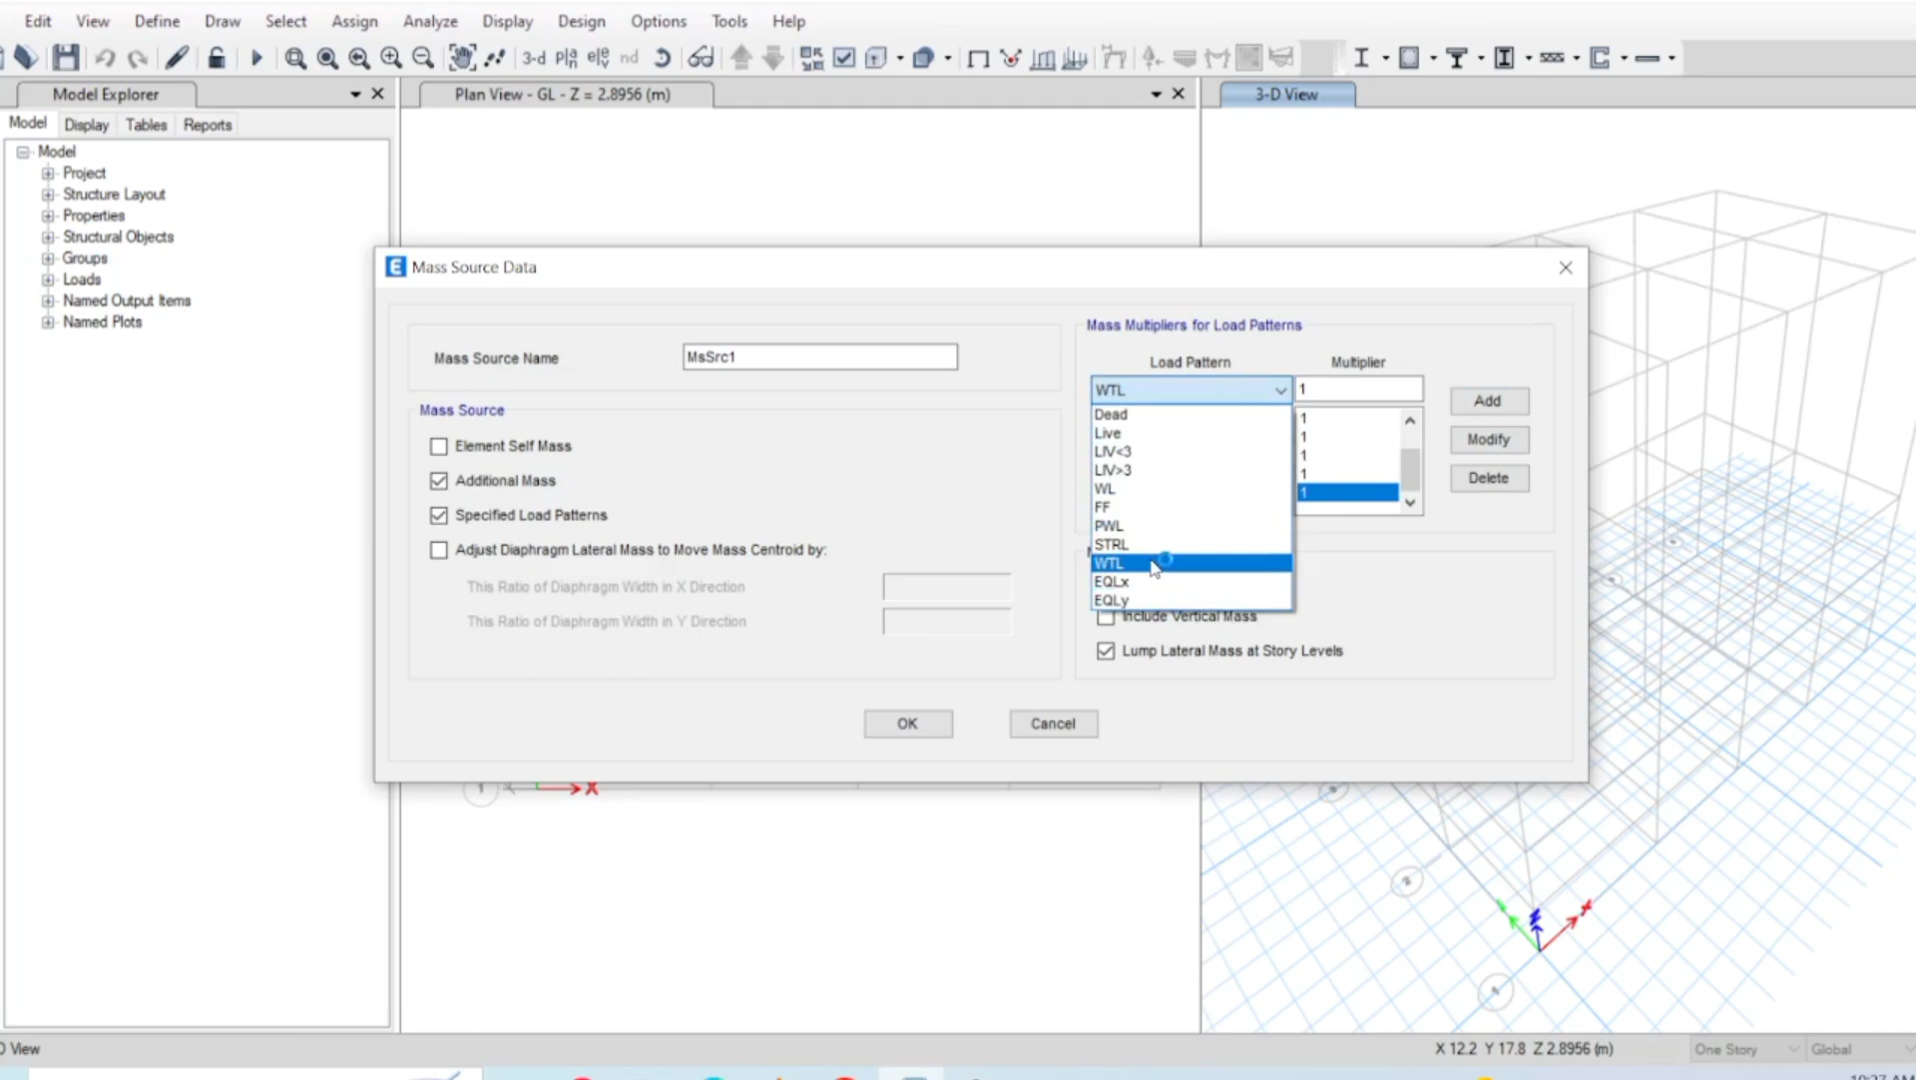 Edit View Define Draw Select Assign Analyze Display Design Options Tools Help
3-d nd
Model Explorer
Plan View - GL - Z = 2.8956 (m)
3-D View
Model Display Tables Reports
Model
Project
Structure Layout
Properties
Structural Objects
Groups
Loads
Named Output Items
Named Plots
E Mass Source Data
Mass Source Name MsSrc1
Mass Source
Element Self Mass
Additional Mass
Specified Load Patterns
Adjust Diaphragm Lateral Mass to Move Mass Centroid by:
This Ratio of Diaphragm Width in X Direction
This Ratio of Diaphragm Width in Y Direction
Mass Multipliers for Load Patterns
Load Pattern Multiplier
WTL 1
Dead 1
Live 1
LIV<3 1
LIV>3 1
WL 1
FF
PWL
STRL
WTL
EQLx
EQLy
Add
Modify
Delete
Include Vertical Mass
Lump Lateral Mass at Story Levels
OK Cancel
1 X
X 12.2 Y 17.8 Z 2.8956 (m)
One Story Global
D View